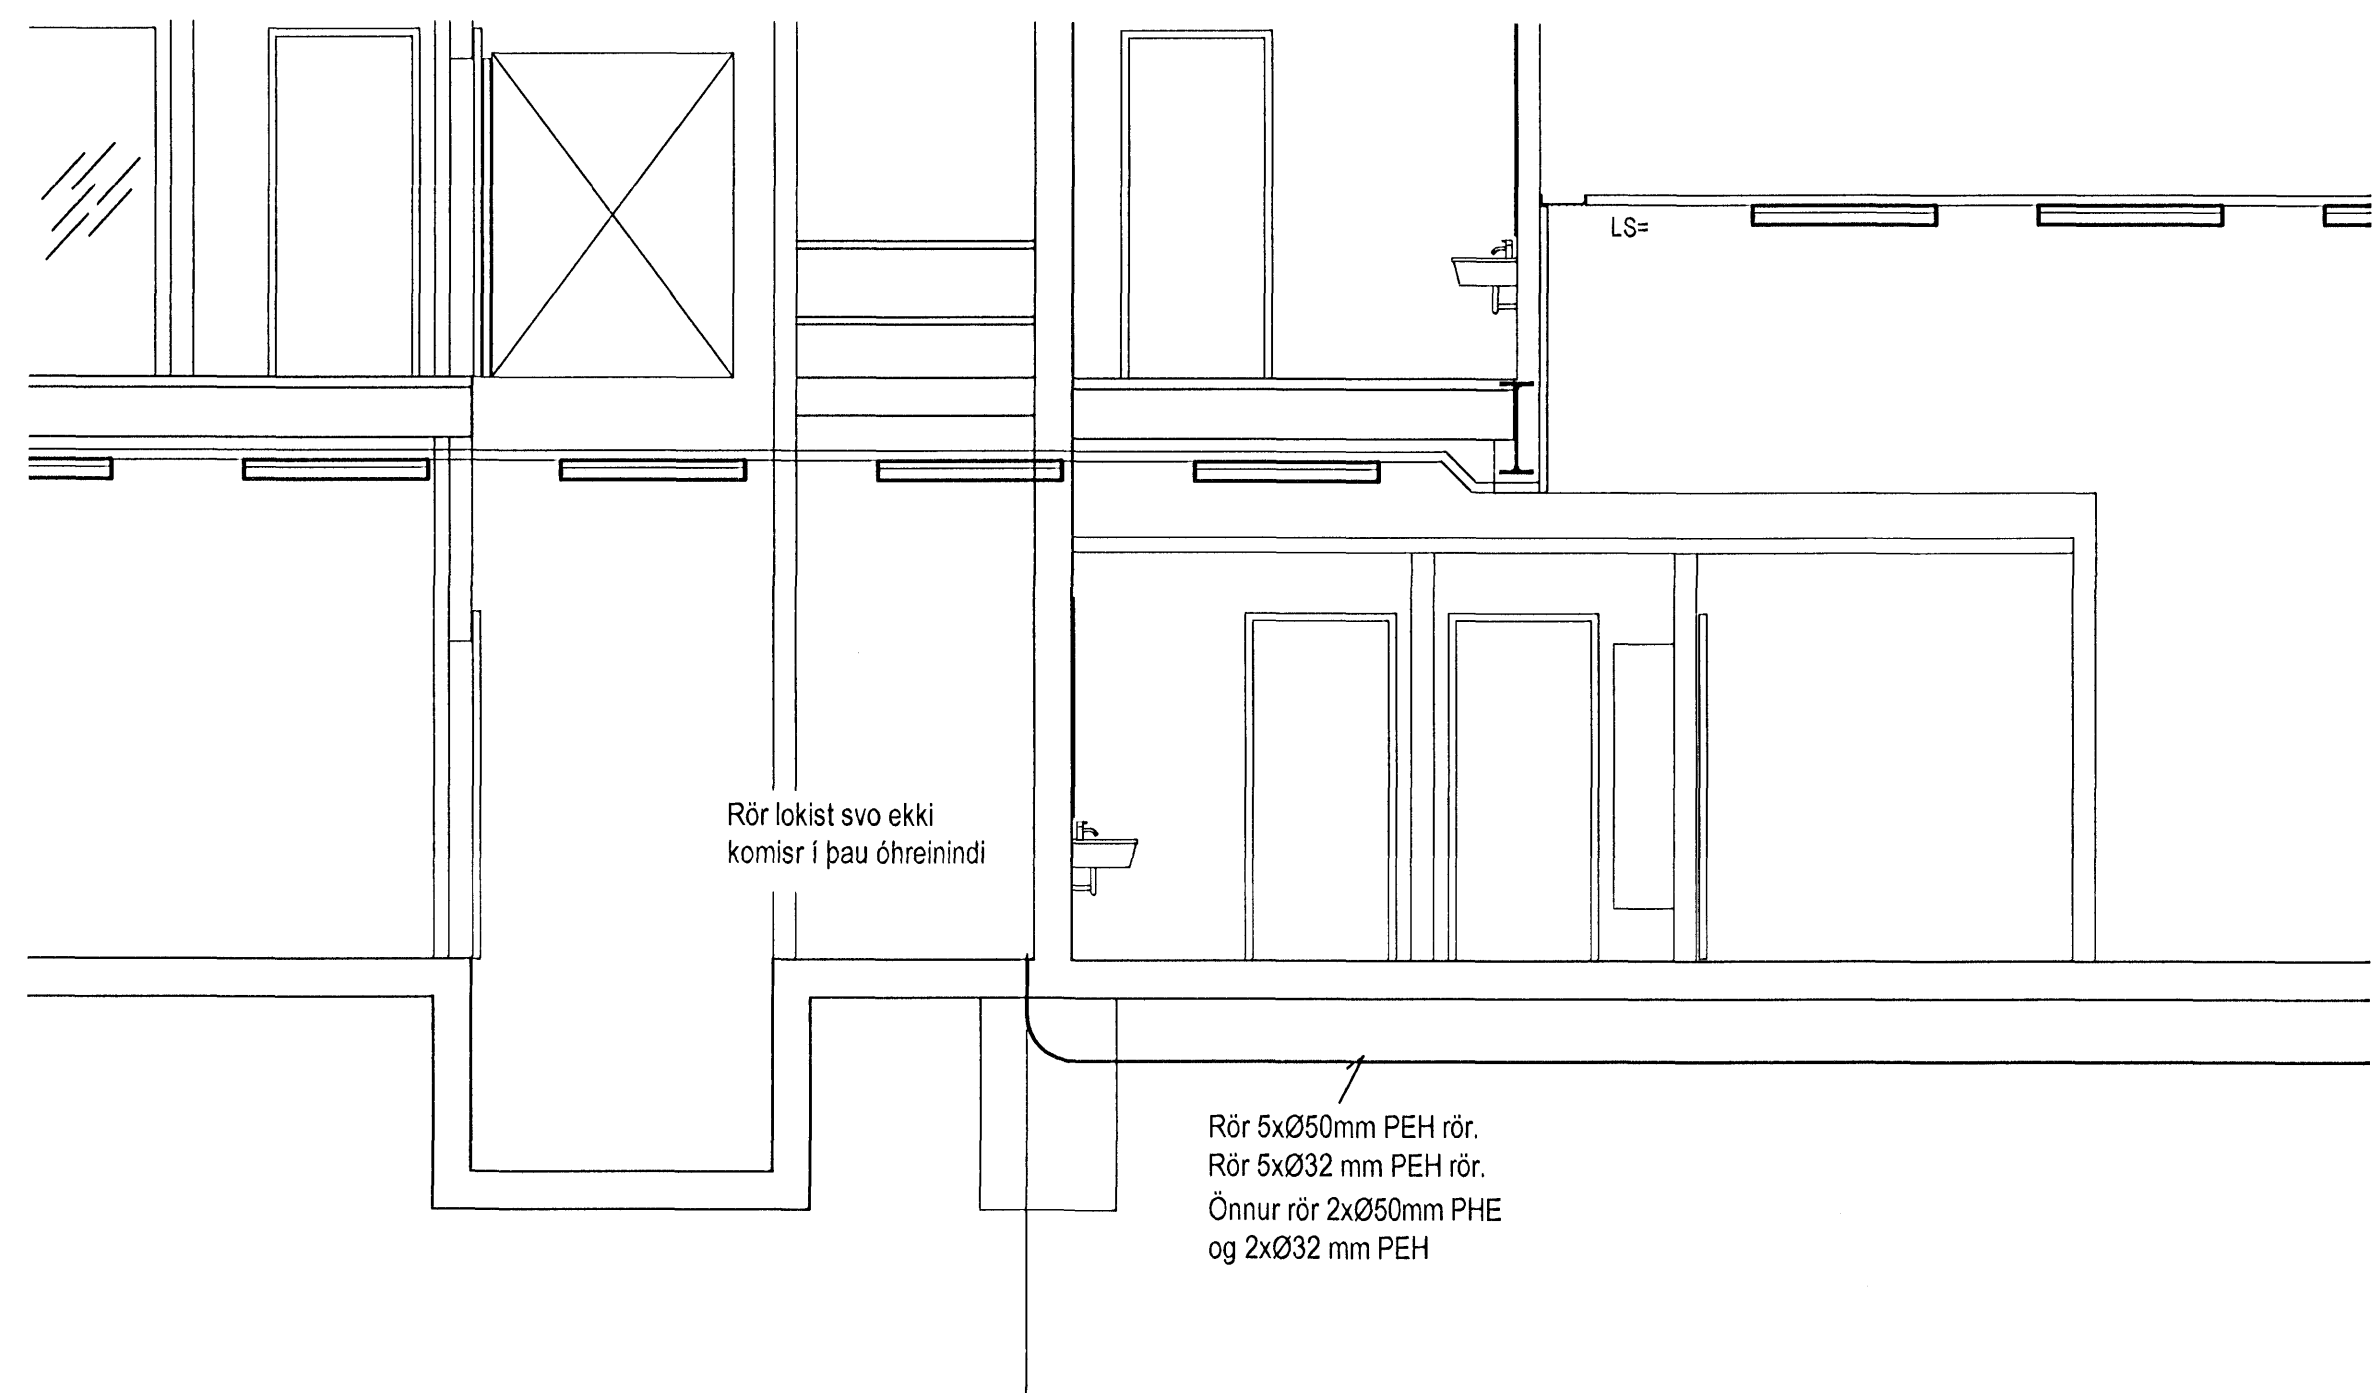 LS=
Rör lokist svo ekki
komisr í þau óhreinindi
Rör 5xØ50mm PEH rör.
Rör 5xØ32 mm PEH rör.
Önnur rör 2xØ50mm PHE
og 2xØ32 mm PEH